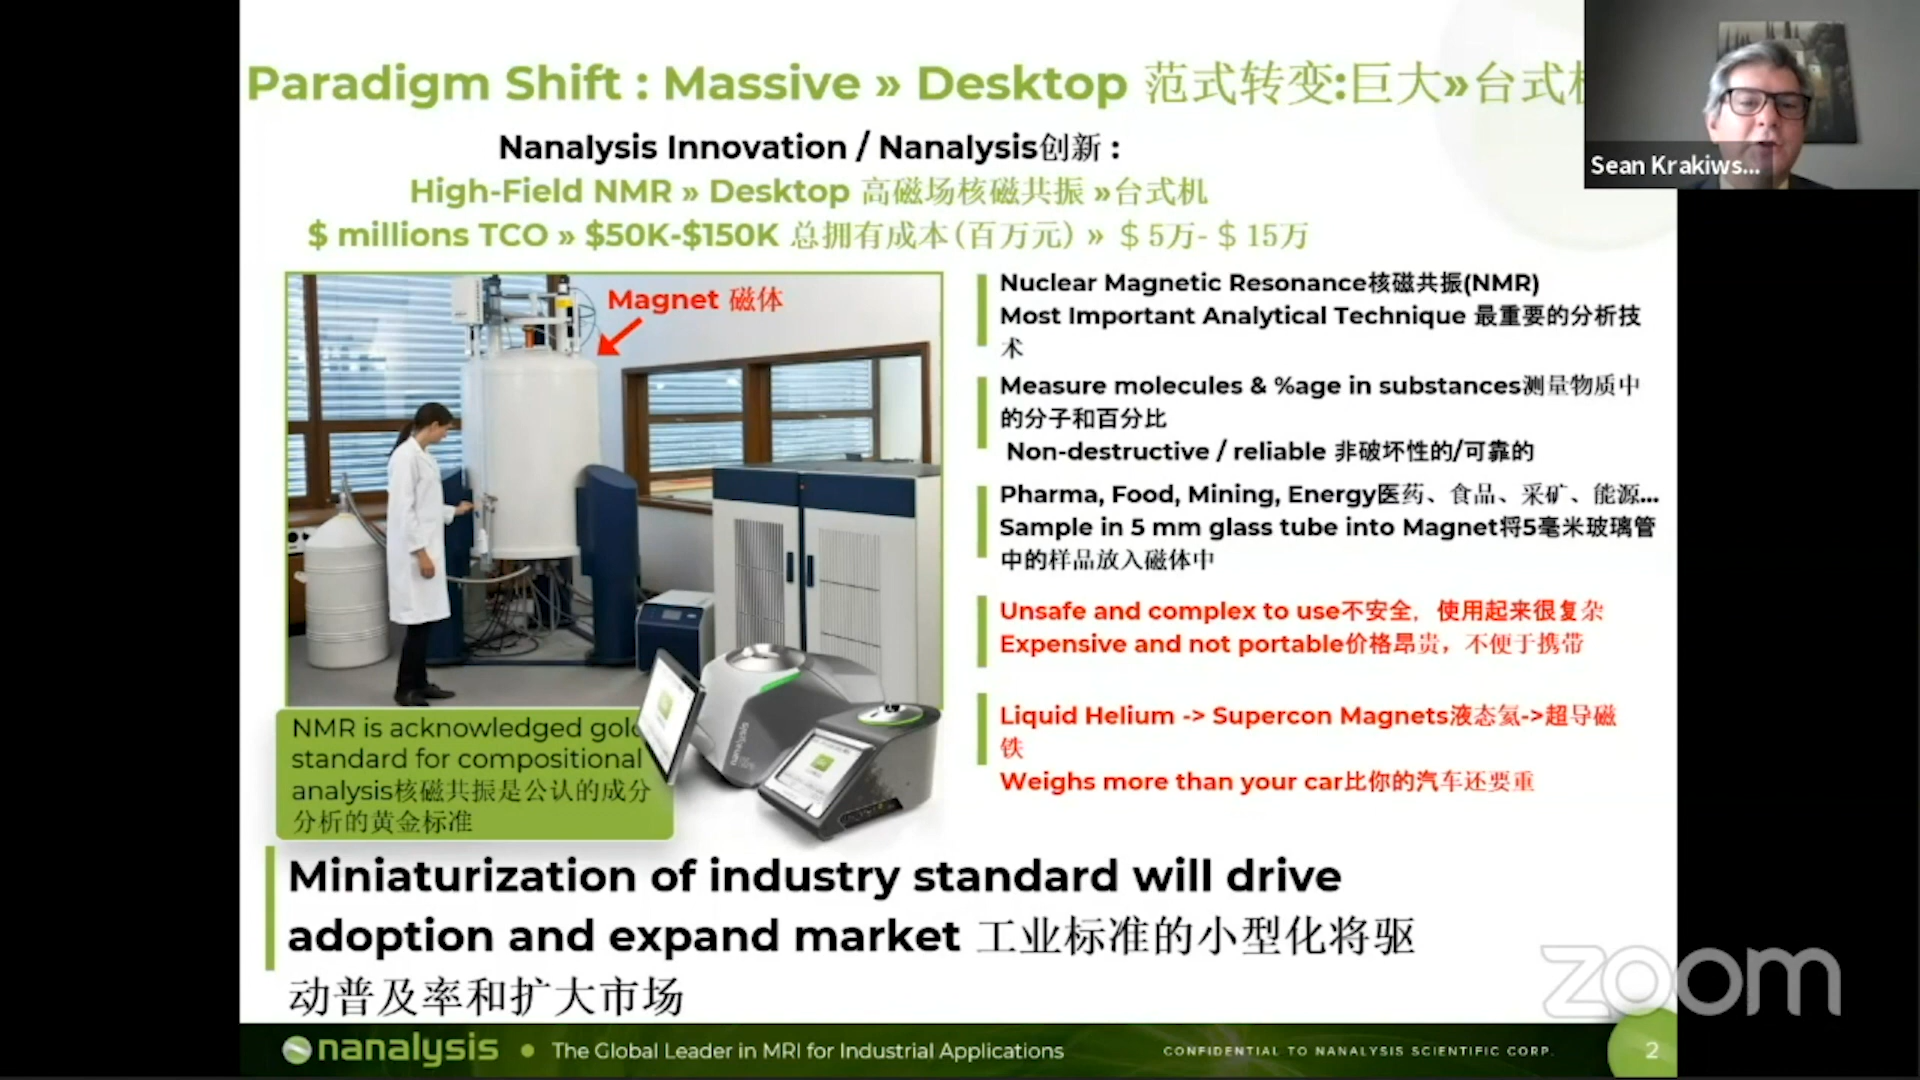 Paradigm Shift : Massive » Desktop 范式转变:巨大»台式
Sean Krakiws...
Nanalysis Innovation / Nanalysis创新 :
High-Field NMR » Desktop 高磁场核磁共振 »台式机
$ millions TCO » $50K-$150K 总拥有成本(百万元) » $ 5万- $ 15万
Magnet 磁体
Nuclear Magnetic Resonance核磁共振(NMR)
Most Important Analytical Technique 最重要的分析技
术
Measure molecules & %age in substances测量物质中
的分子和百分比
Non-destructive / reliable 非破坏性的/可靠的
Pharma, Food, Mining, Energy医药、食品、采矿、能源...
Sample in 5 mm glass tube into Magnet将5毫米玻璃管
中的样品放入磁体中
Unsafe and complex to use不安全，使用起来很复杂
Expensive and not portable价格昂贵，不便于携带
Liquid Helium -> Supercon Magnets液态氦->超导磁
铁
Weighs more than your car比你的汽车还要重
nanalysis
NMR is acknowledged gold
standard for compositional
analysis核磁共振是公认的成分
分析的黄金标准
Miniaturization of industry standard will drive
adoption and expand market 工业标准的小型化将驱
动普及率和扩大市场
zoom
nanalysis • The Global Leader in MRI for Industrial Applications
CONFIDENTIAL TO NANALYSIS SCIENTIFIC CORP.
2